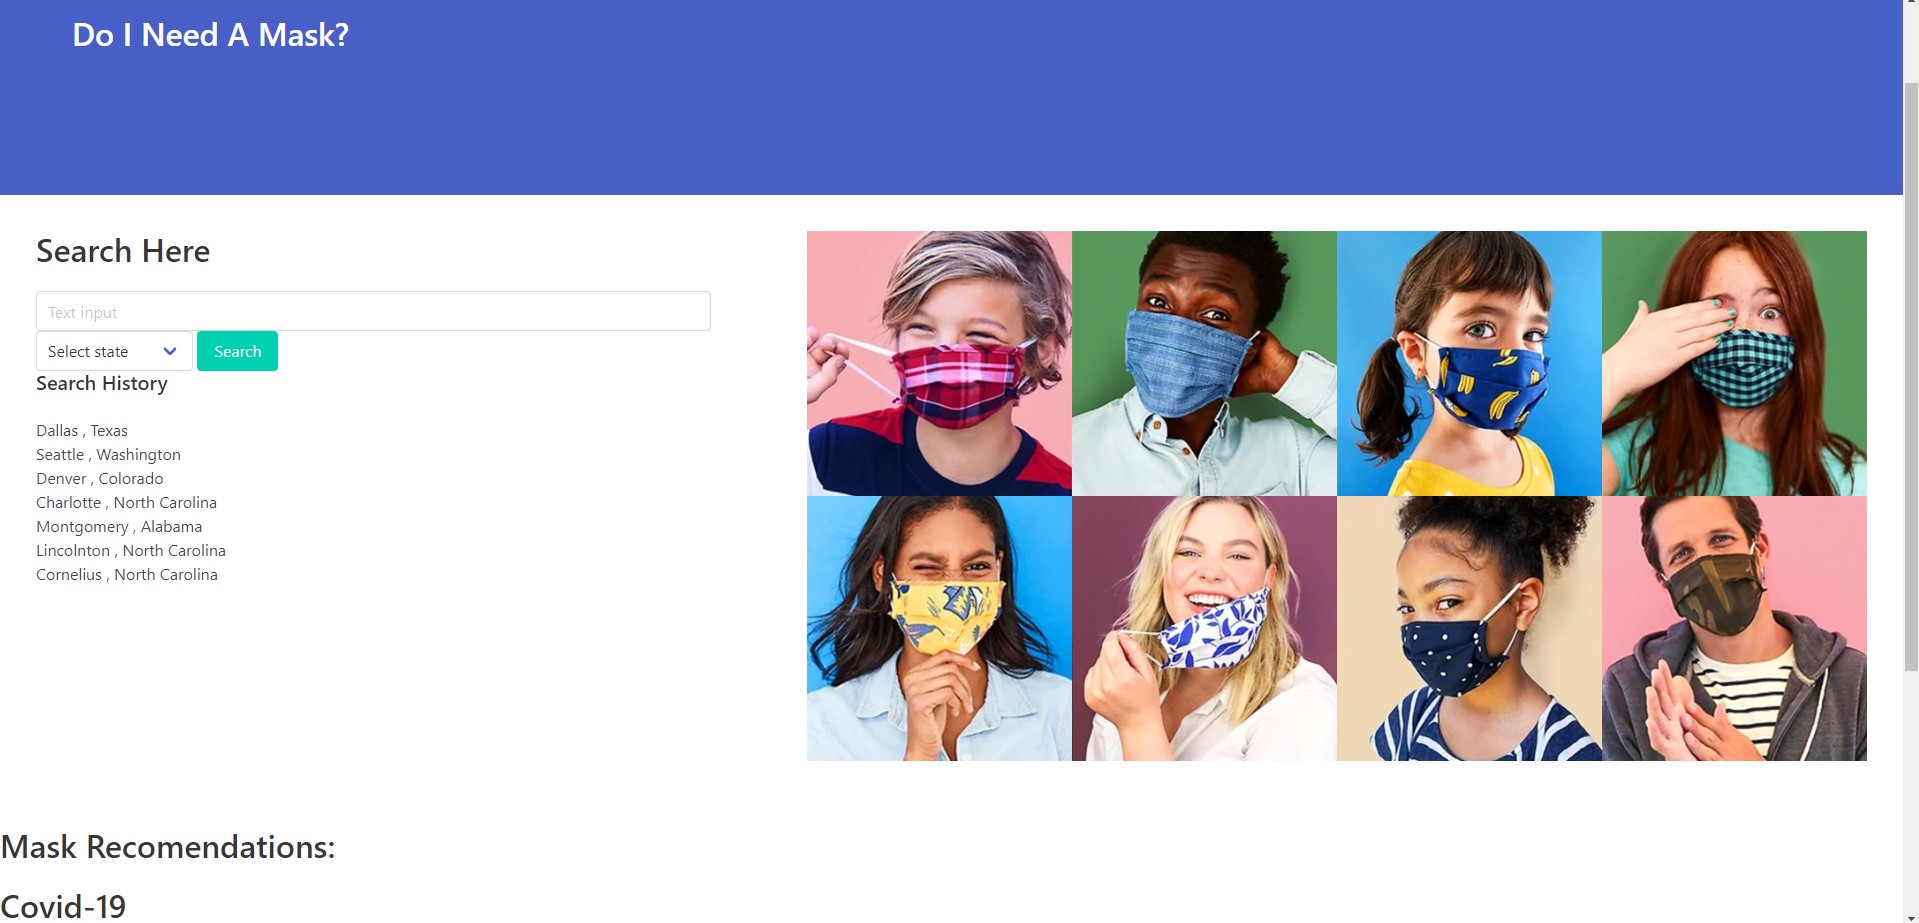 Do I Need A Mask?
Search Here
Text input
Select state
Search
Search History
Dallas , Texas
Seattle , Washington
Denver , Colorado
Charlotte , North Carolina
Montgomery , Alabama
Lincolnton , North Carolina
Cornelius , North Carolina
Mask Recomendations:
Covid-19